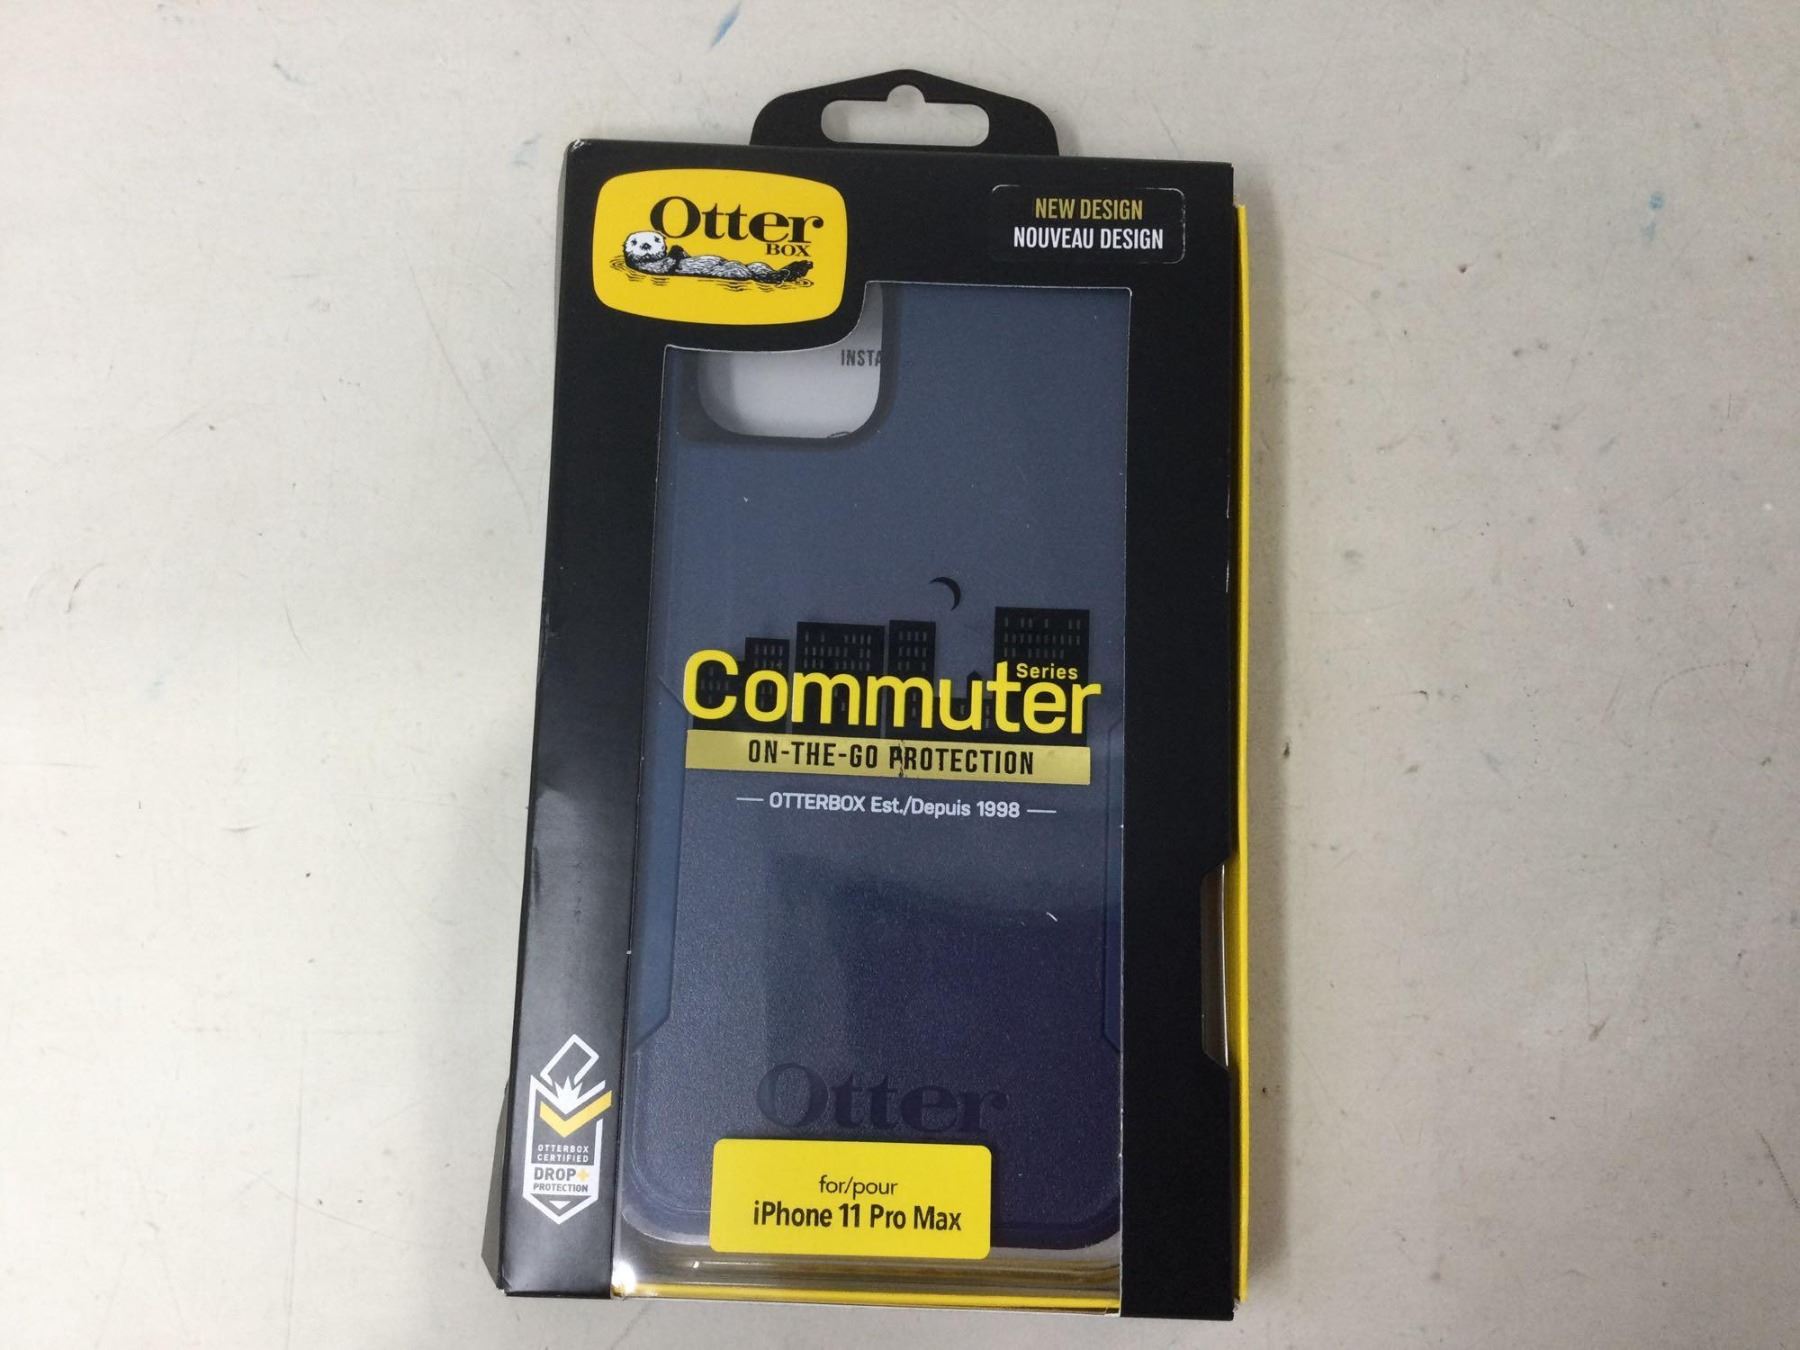 Otter
BOX
NEW DESIGN
NOUVEAU DESIGN
INSTA
Series
Commuter
ON-THE-GO PROTECTION
OTTERBOX Est./Depuis 1998
Otter
OTTERBOX
CERTIFIED
DROP+
PROTECTION
for/pour
iPhone 11 Pro Max